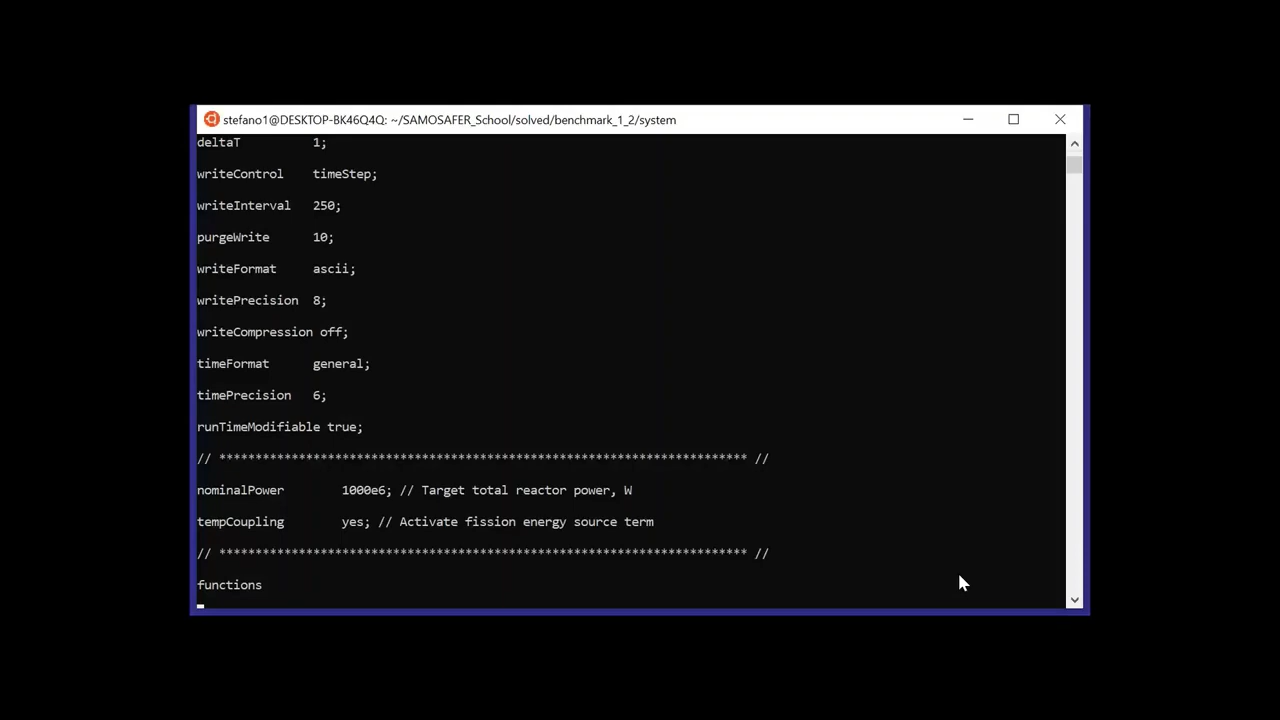 stefano1@DESKTOP-BK46Q4Q: ~/SAMOSAFER_School/solved/benchmark_1_2/system
deltaT 1;
writeControl timeStep;
writeInterval 250;
purgeWrite 10;
writeFormat ascii;
writePrecision 8;
writeCompression off;
timeFormat general;
timePrecision 6;
runTimeModifiable true;
// ************************************************************************* //
nominalPower 1000e6; // Target total reactor power, W
tempCoupling yes; // Activate fission energy source term
// ************************************************************************* //
functions